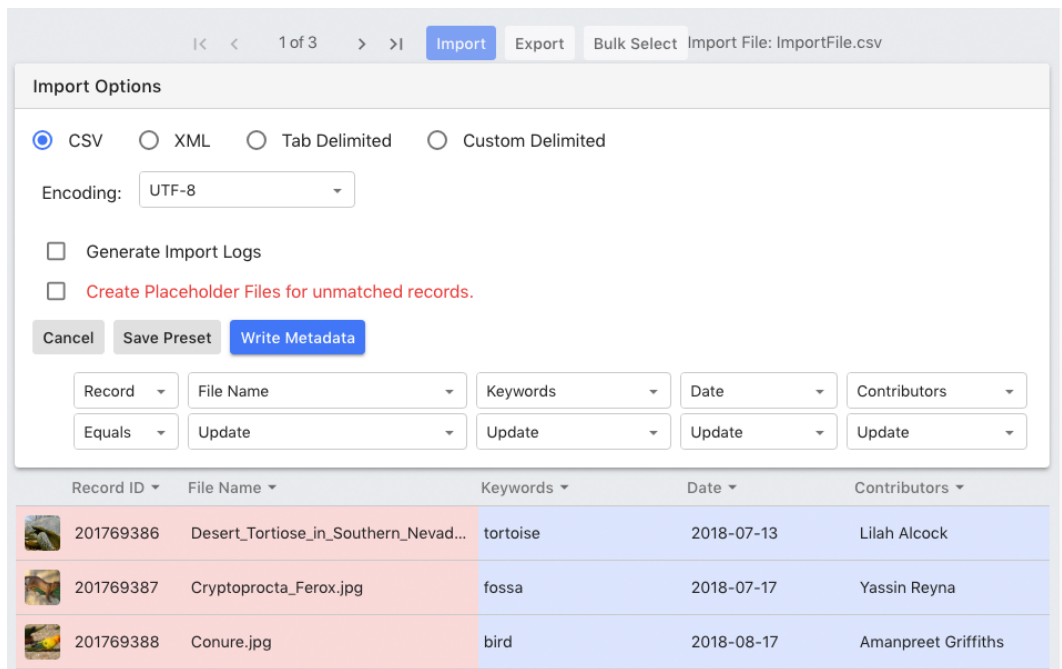 1 of 3 Import Export Bulk Select Import File: ImportFile.csv
Import Options
CSV XML Tab Delimited Custom Delimited
Encoding: UTF-8
Generate Import Logs
Create Placeholder Files for unmatched records.
Cancel Save Preset Write Metadata
Record File Name Keywords Date Contributors
Equals Update Update Update Update
Record ID File Name Keywords Date Contributors
201769386 Desert_Tortiose_in_Southern_Nevad... tortoise 2018-07-13 Lilah Alcock
201769387 Cryptoprocta_Ferox.jpg fossa 2018-07-17 Yassin Reyna
201769388 Conure.jpg bird 2018-08-17 Amanpreet Griffiths